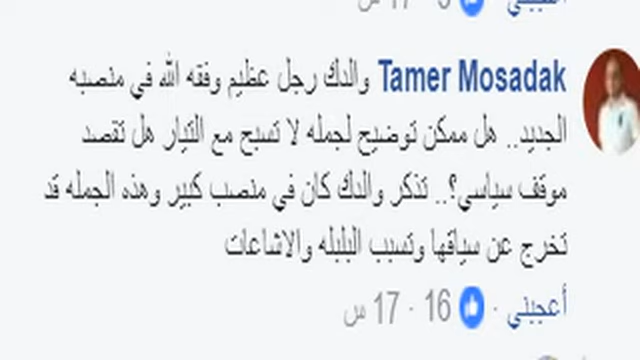 أعجبني
Tamer Mosadak والدك رجل عظيم وفقه الله في منصبه
الجديد.. هل ممكن توضيح لجمله لا تسبح مع التيار هل تقصد
موقف سياسي؟.. تذكر والدك كان في منصب كبير وهذه الجمله قد
تخرج عن سياقها وتسبب البلبله والاشاعات
أعجبني · 16 · 17 س